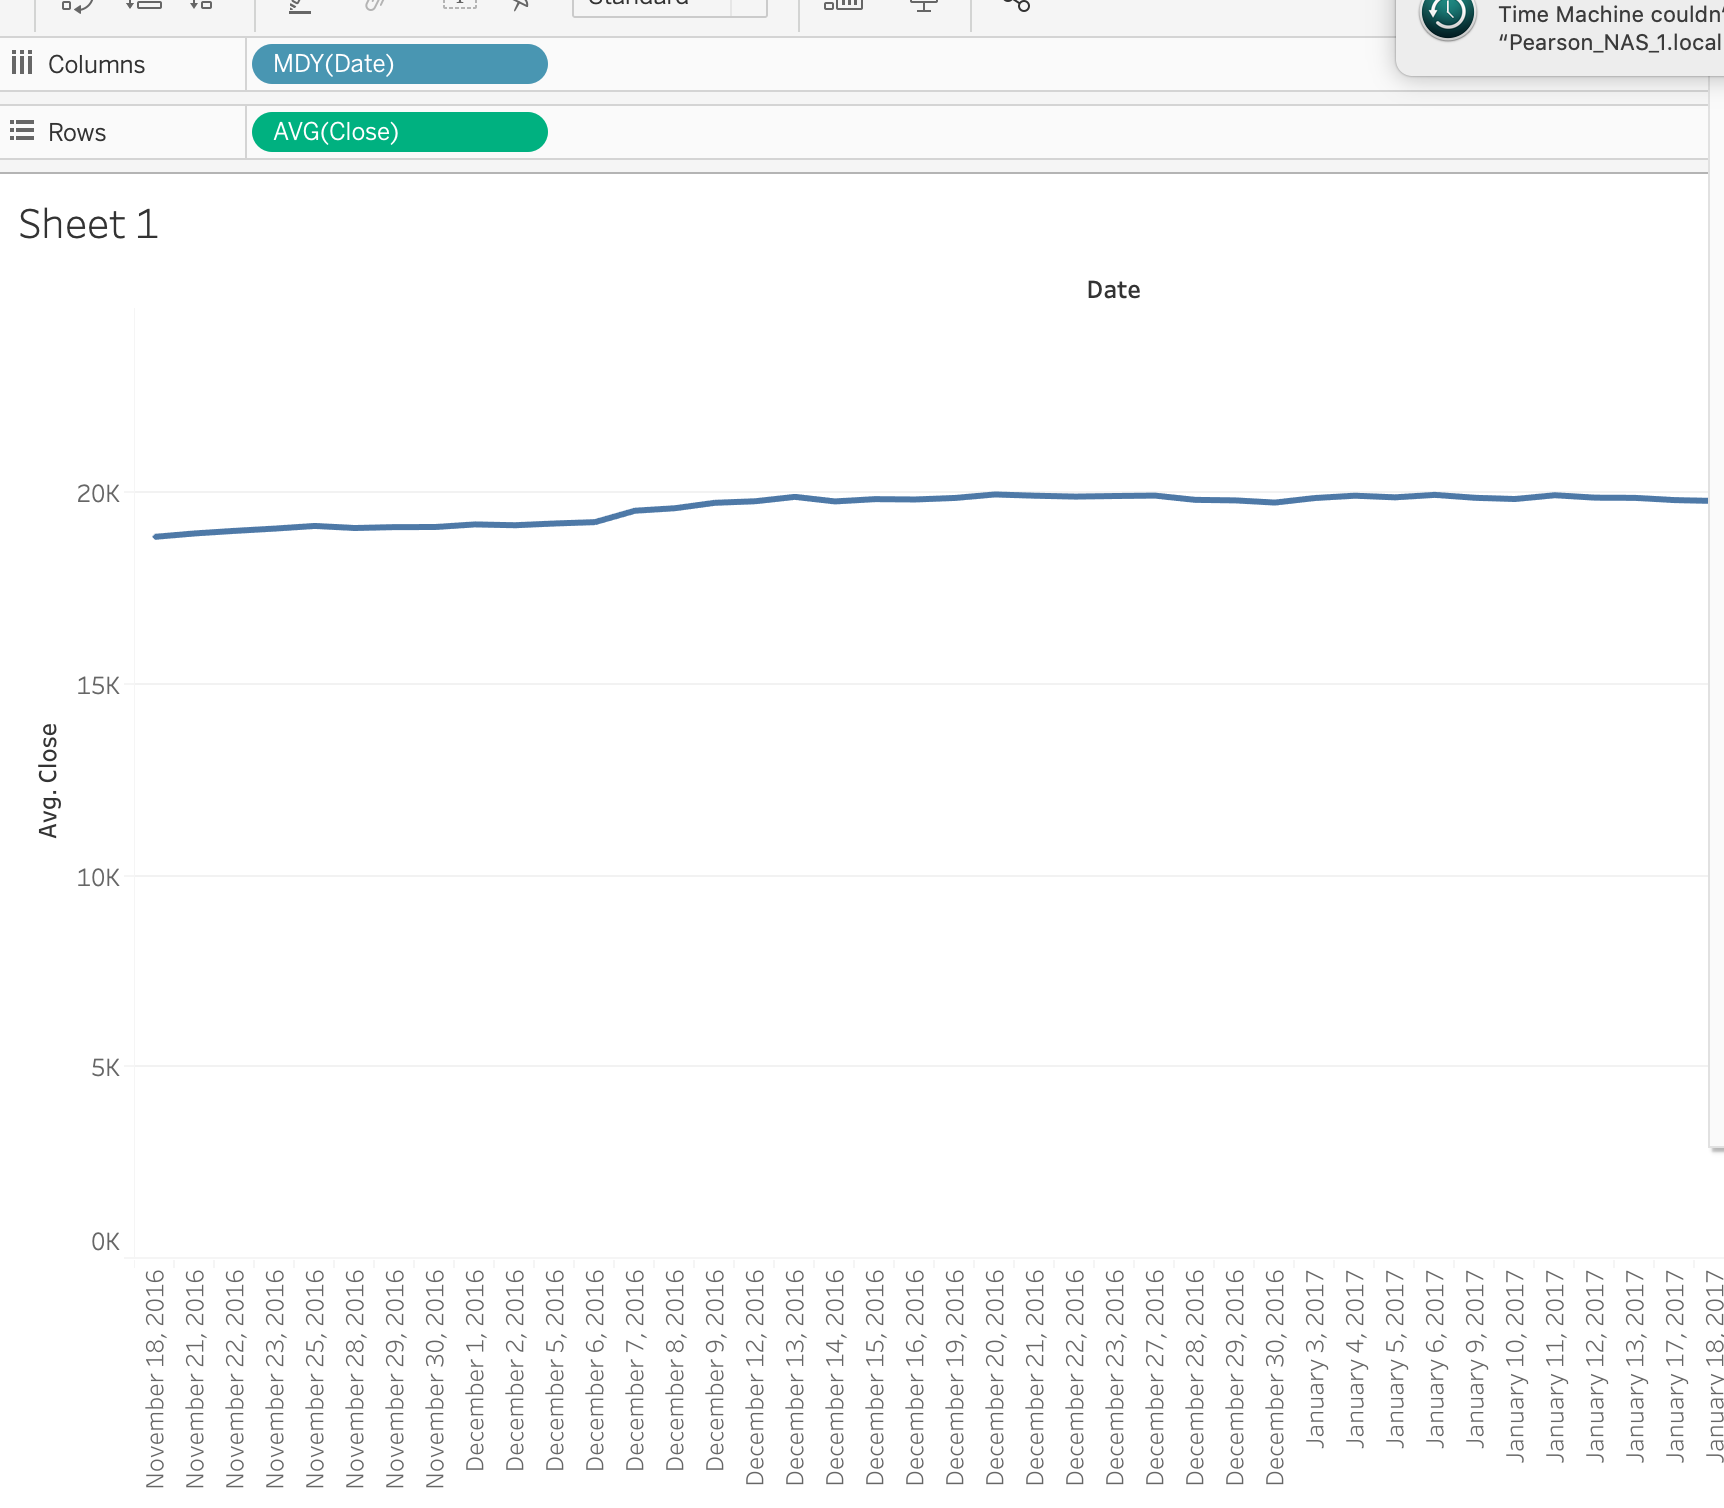 Standard
Time Machine couldn'
“Pearson_NAS_1.local
Columns
MDY(Date)
Rows
AVG(Close)
Sheet 1
Date
20K
15K
10K
5K
0K
Avg. Close
November 18, 2016
November 21, 2016
November 22, 2016
November 23, 2016
November 25, 2016
November 28, 2016
November 29, 2016
November 30, 2016
December 1, 2016
December 2, 2016
December 5, 2016
December 6, 2016
December 7, 2016
December 8, 2016
December 9, 2016
December 12, 2016
December 13, 2016
December 14, 2016
December 15, 2016
December 16, 2016
December 19, 2016
December 20, 2016
December 21, 2016
December 22, 2016
December 23, 2016
December 27, 2016
December 28, 2016
December 29, 2016
December 30, 2016
January 3, 2017
January 4, 2017
January 5, 2017
January 6, 2017
January 9, 2017
January 10, 2017
January 11, 2017
January 12, 2017
January 13, 2017
January 17, 2017
January 18, 2017